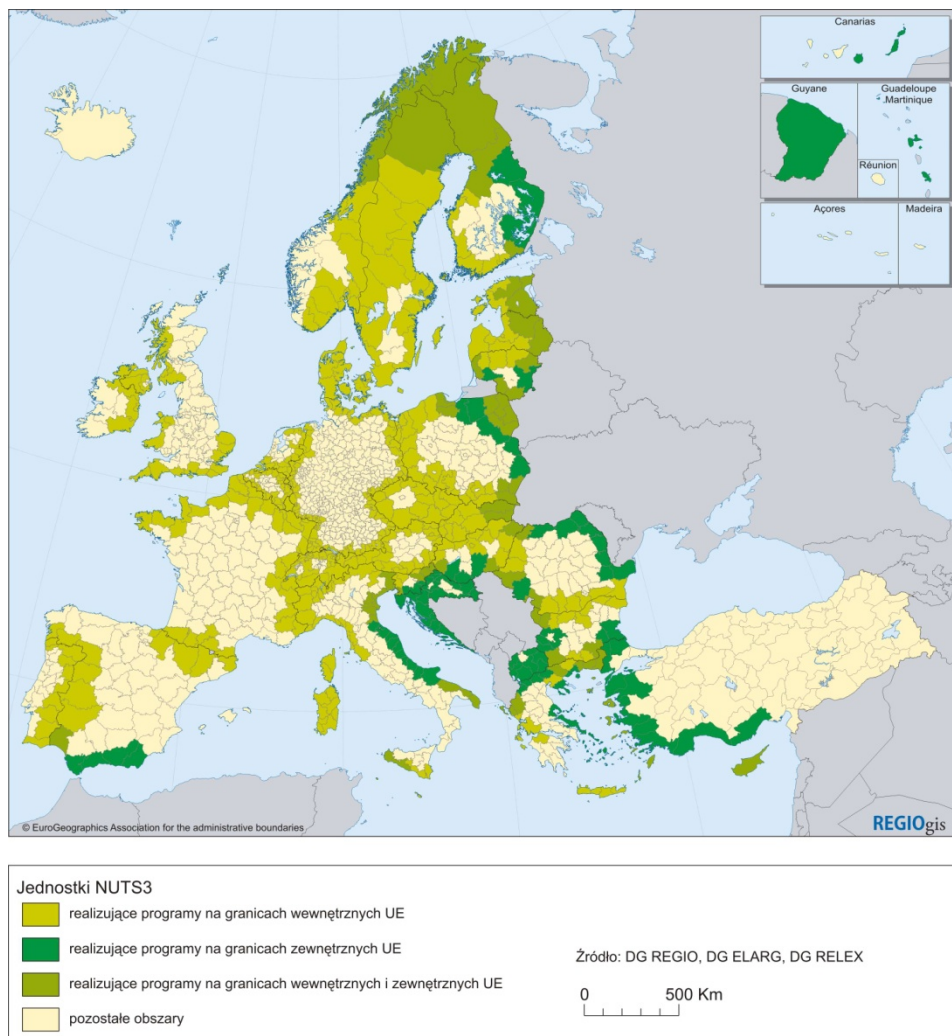 Canarias
Guyane
Guadeloupe
Martinique
Réunion
Açores
Madeira
© EuroGeographics Association for the administrative boundaries
REGIOgis
Jednostki NUTS3
realizujące programy na granicach wewnętrznych UE
realizujące programy na granicach zewnętrznych UE
realizujące programy na granicach wewnętrznych i zewnętrznych UE
pozostałe obszary
Źródło: DG REGIO, DG ELARG, DG RELEX
0 500 Km